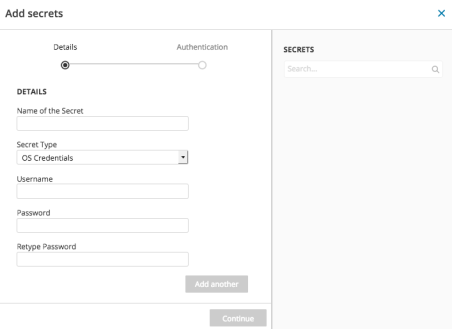 Add secrets
Details
Authentication
DETAILS
Name of the Secret
Secret Type
OS Credentials
Username
Password
Retype Password
Add another
Continue
SECRETS
Search...